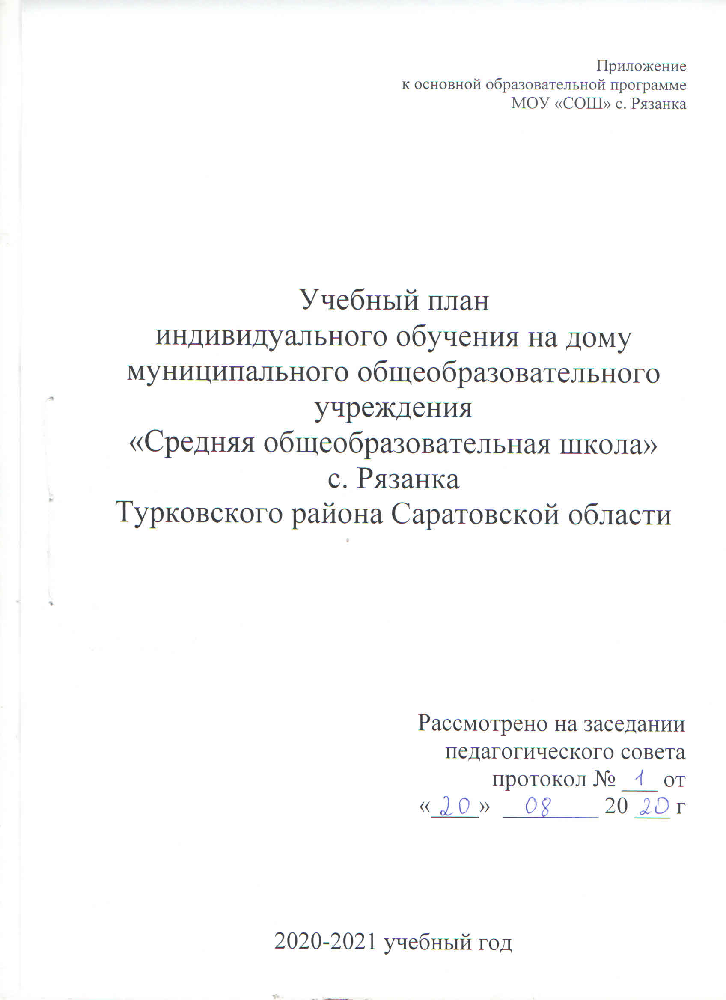 Приложение
к основной образовательной программе
МОУ «СОШ» с. Рязанка
Учебный план
индивидуального обучения на дому
муниципального общеобразовательного
учреждения
«Средняя общеобразовательная школа»
с. Рязанка
Турковского района Саратовской области
Рассмотрено на заседании
педагогического совета
протокол № 1 от
«20» 08 20 20 г
2020-2021 учебный год